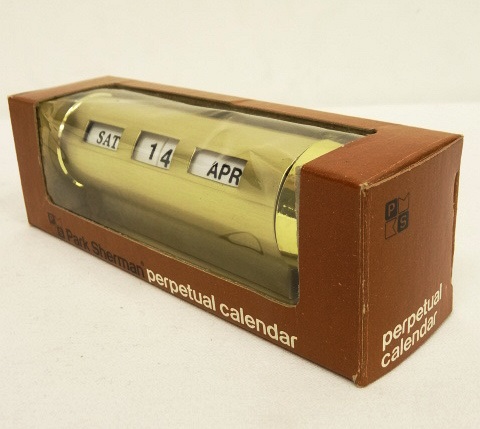 SAT 14 APR
P S Park Sherman perpetual calendar
P S
perpetual
calendar